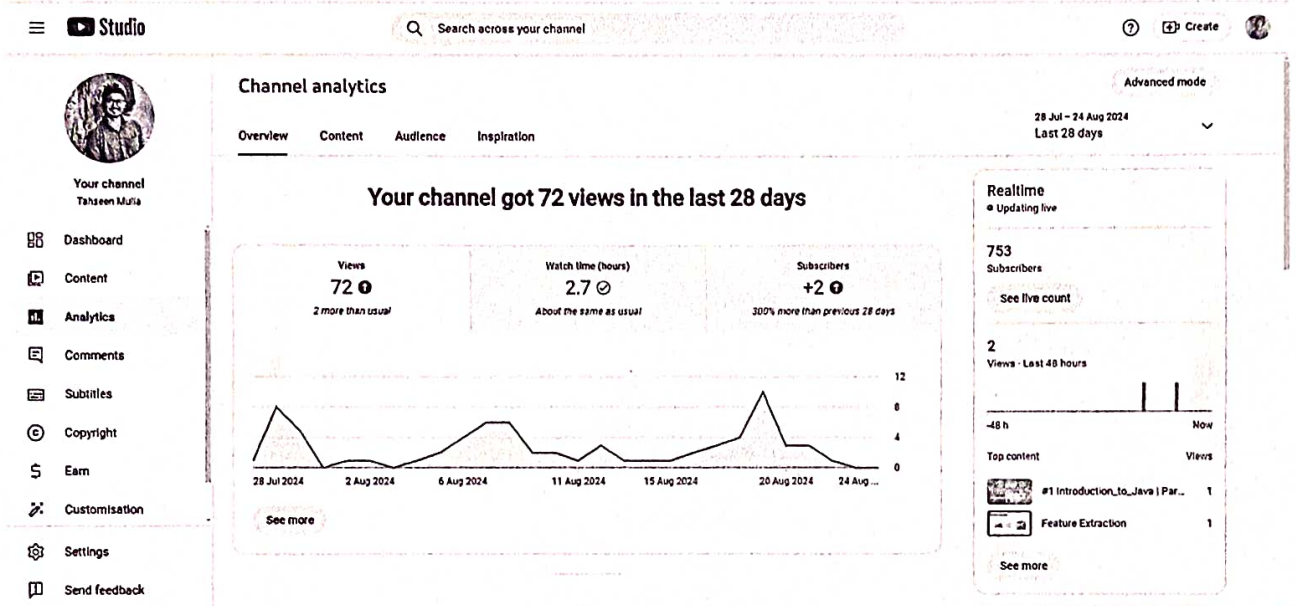 Studio
Search across your channel
Create
Your channel
Tahseen Mulla
Dashboard
Content
Analytics
Comments
Subtitles
Copyright
Earn
Customisation
Settings
Send feedback
Channel analytics
Advanced mode
Overview Content Audience Inspiration
28 Jul – 24 Aug 2024
Last 28 days
Your channel got 72 views in the last 28 days
Views
72
2 more than usual
Watch time (hours)
2.7
About the same as usual
Subscribers
+2
300% more than previous 28 days
12
8
4
0
28 Jul 2024 2 Aug 2024 6 Aug 2024 11 Aug 2024 15 Aug 2024 20 Aug 2024 24 Aug ...
See more
Realtime
Updating live
753
Subscribers
See live count
2
Views · Last 48 hours
-48 h Now
Top content Views
#1 Introduction_to_Java | Par... 1
Feature Extraction 1
See more